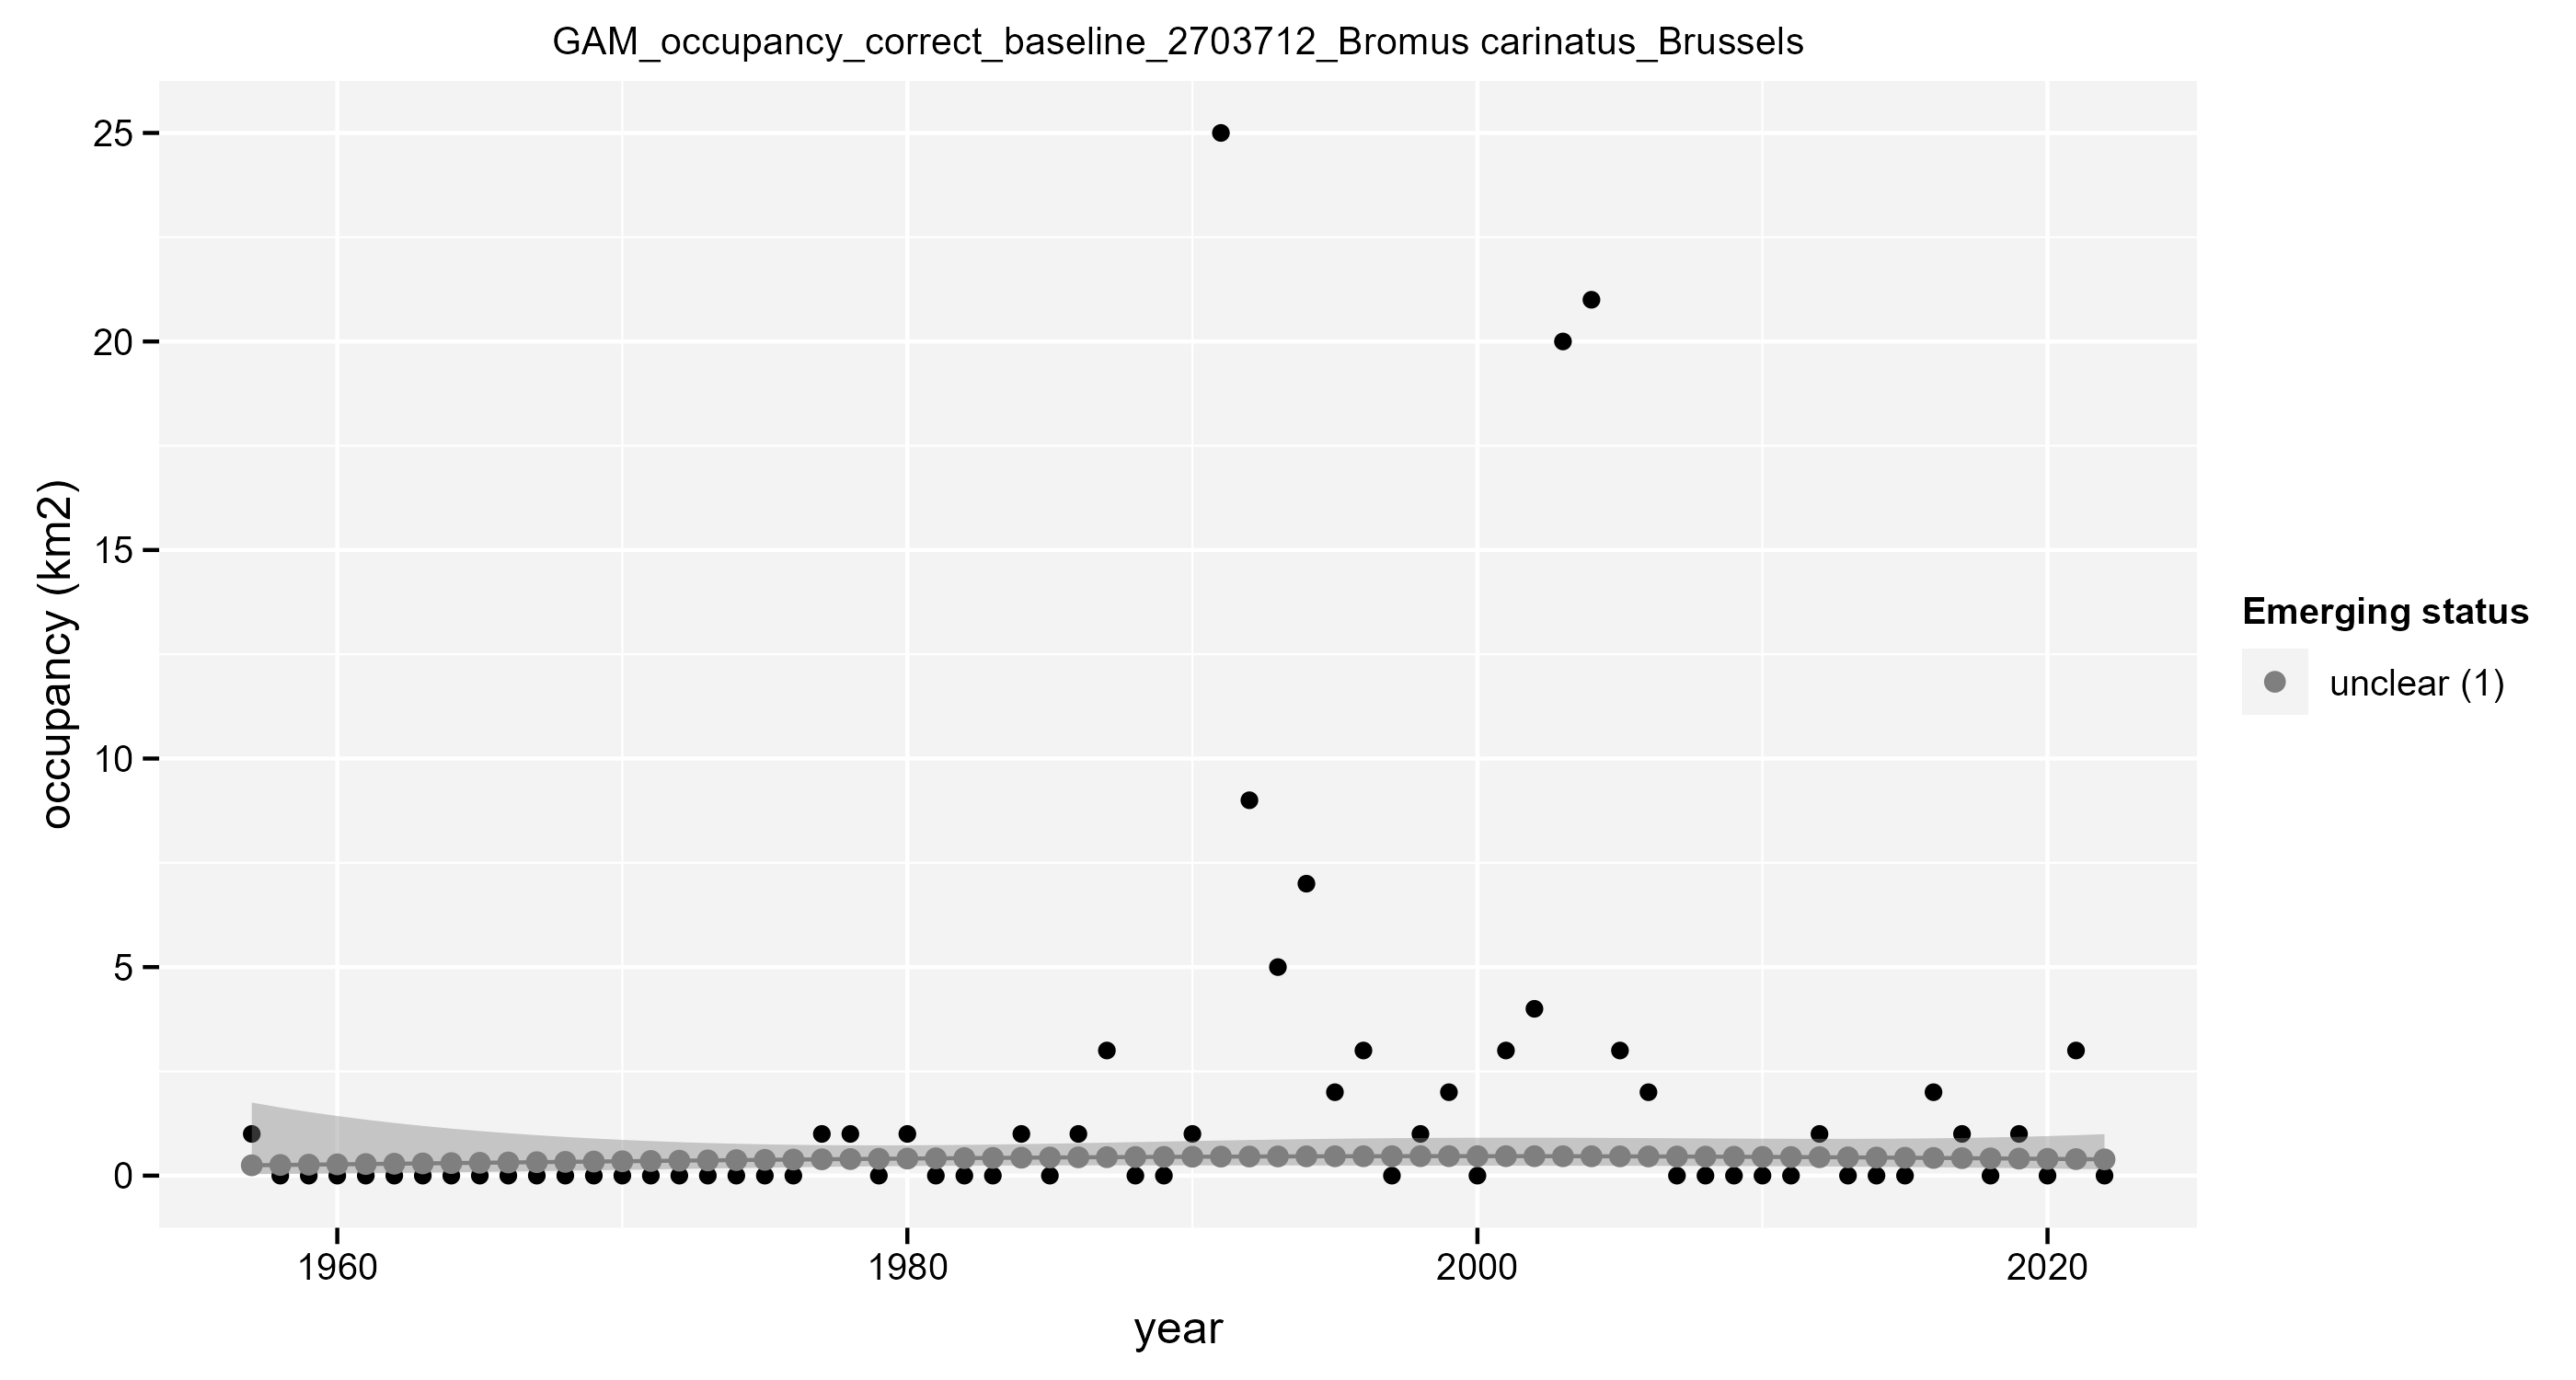 GAM_occupancy_correct_baseline_2703712_Bromus carinatus_Brussels
25
20
15
10
5
0
occupancy (km2)
1960
1980
2000
2020
year
Emerging status
unclear (1)